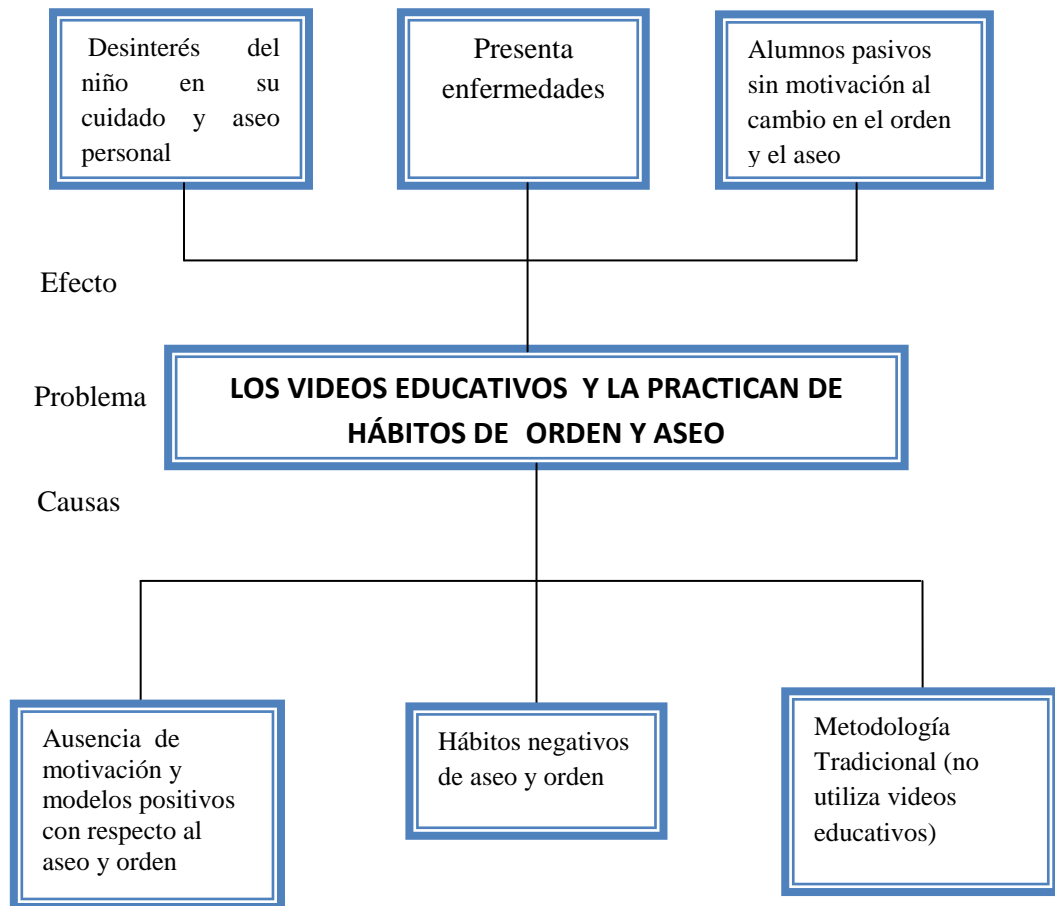 Desinterés del
niño en su
cuidado y aseo
personal
Presenta
enfermedades
Alumnos pasivos
sin motivación al
cambio en el orden
y el aseo
Efecto
Problema
LOS VIDEOS EDUCATIVOS Y LA PRACTICAN DE
HÁBITOS DE ORDEN Y ASEO
Causas
Ausencia de
motivación y
modelos positivos
con respecto al
aseo y orden
Hábitos negativos
de aseo y orden
Metodología
Tradicional (no
utiliza videos
educativos)